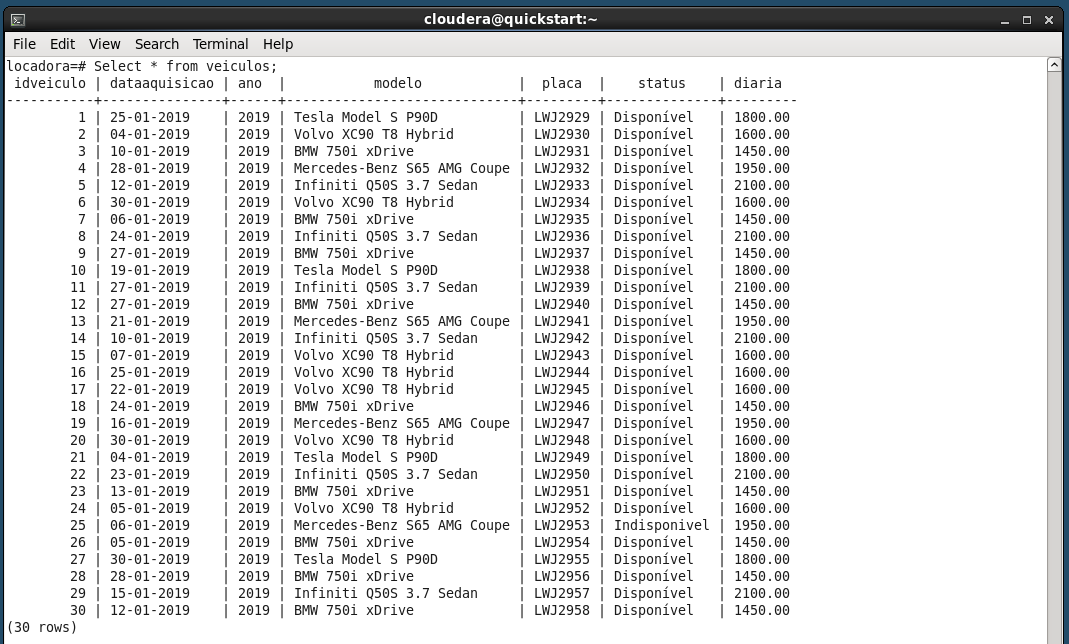 cloudera@quickstart:~
File Edit View Search Terminal Help
locadora=# Select * from veiculos;
 idveiculo | dataaquisicao | ano  |           modelo            |  placa  |    status    | diaria
-----------+---------------+------+-----------------------------+---------+--------------+---------
         1 | 25-01-2019    | 2019 | Tesla Model S P90D          | LWJ2929 | Disponível   | 1800.00
         2 | 04-01-2019    | 2019 | Volvo XC90 T8 Hybrid        | LWJ2930 | Disponível   | 1600.00
         3 | 10-01-2019    | 2019 | BMW 750i xDrive             | LWJ2931 | Disponível   | 1450.00
         4 | 28-01-2019    | 2019 | Mercedes-Benz S65 AMG Coupe | LWJ2932 | Disponível   | 1950.00
         5 | 12-01-2019    | 2019 | Infiniti Q50S 3.7 Sedan     | LWJ2933 | Disponível   | 2100.00
         6 | 30-01-2019    | 2019 | Volvo XC90 T8 Hybrid        | LWJ2934 | Disponível   | 1600.00
         7 | 06-01-2019    | 2019 | BMW 750i xDrive             | LWJ2935 | Disponível   | 1450.00
         8 | 24-01-2019    | 2019 | Infiniti Q50S 3.7 Sedan     | LWJ2936 | Disponível   | 2100.00
         9 | 27-01-2019    | 2019 | BMW 750i xDrive             | LWJ2937 | Disponível   | 1450.00
        10 | 19-01-2019    | 2019 | Tesla Model S P90D          | LWJ2938 | Disponível   | 1800.00
        11 | 27-01-2019    | 2019 | Infiniti Q50S 3.7 Sedan     | LWJ2939 | Disponível   | 2100.00
        12 | 27-01-2019    | 2019 | BMW 750i xDrive             | LWJ2940 | Disponível   | 1450.00
        13 | 21-01-2019    | 2019 | Mercedes-Benz S65 AMG Coupe | LWJ2941 | Disponível   | 1950.00
        14 | 10-01-2019    | 2019 | Infiniti Q50S 3.7 Sedan     | LWJ2942 | Disponível   | 2100.00
        15 | 07-01-2019    | 2019 | Volvo XC90 T8 Hybrid        | LWJ2943 | Disponível   | 1600.00
        16 | 25-01-2019    | 2019 | Volvo XC90 T8 Hybrid        | LWJ2944 | Disponível   | 1600.00
        17 | 22-01-2019    | 2019 | Volvo XC90 T8 Hybrid        | LWJ2945 | Disponível   | 1600.00
        18 | 24-01-2019    | 2019 | BMW 750i xDrive             | LWJ2946 | Disponível   | 1450.00
        19 | 16-01-2019    | 2019 | Mercedes-Benz S65 AMG Coupe | LWJ2947 | Disponível   | 1950.00
        20 | 30-01-2019    | 2019 | Volvo XC90 T8 Hybrid        | LWJ2948 | Disponível   | 1600.00
        21 | 04-01-2019    | 2019 | Tesla Model S P90D          | LWJ2949 | Disponível   | 1800.00
        22 | 23-01-2019    | 2019 | Infiniti Q50S 3.7 Sedan     | LWJ2950 | Disponível   | 2100.00
        23 | 13-01-2019    | 2019 | BMW 750i xDrive             | LWJ2951 | Disponível   | 1450.00
        24 | 05-01-2019    | 2019 | Volvo XC90 T8 Hybrid        | LWJ2952 | Disponível   | 1600.00
        25 | 06-01-2019    | 2019 | Mercedes-Benz S65 AMG Coupe | LWJ2953 | Indisponivel | 1950.00
        26 | 05-01-2019    | 2019 | BMW 750i xDrive             | LWJ2954 | Disponível   | 1450.00
        27 | 30-01-2019    | 2019 | Tesla Model S P90D          | LWJ2955 | Disponível   | 1800.00
        28 | 28-01-2019    | 2019 | BMW 750i xDrive             | LWJ2956 | Disponível   | 1450.00
        29 | 15-01-2019    | 2019 | Infiniti Q50S 3.7 Sedan     | LWJ2957 | Disponível   | 2100.00
        30 | 12-01-2019    | 2019 | BMW 750i xDrive             | LWJ2958 | Disponível   | 1450.00
(30 rows)